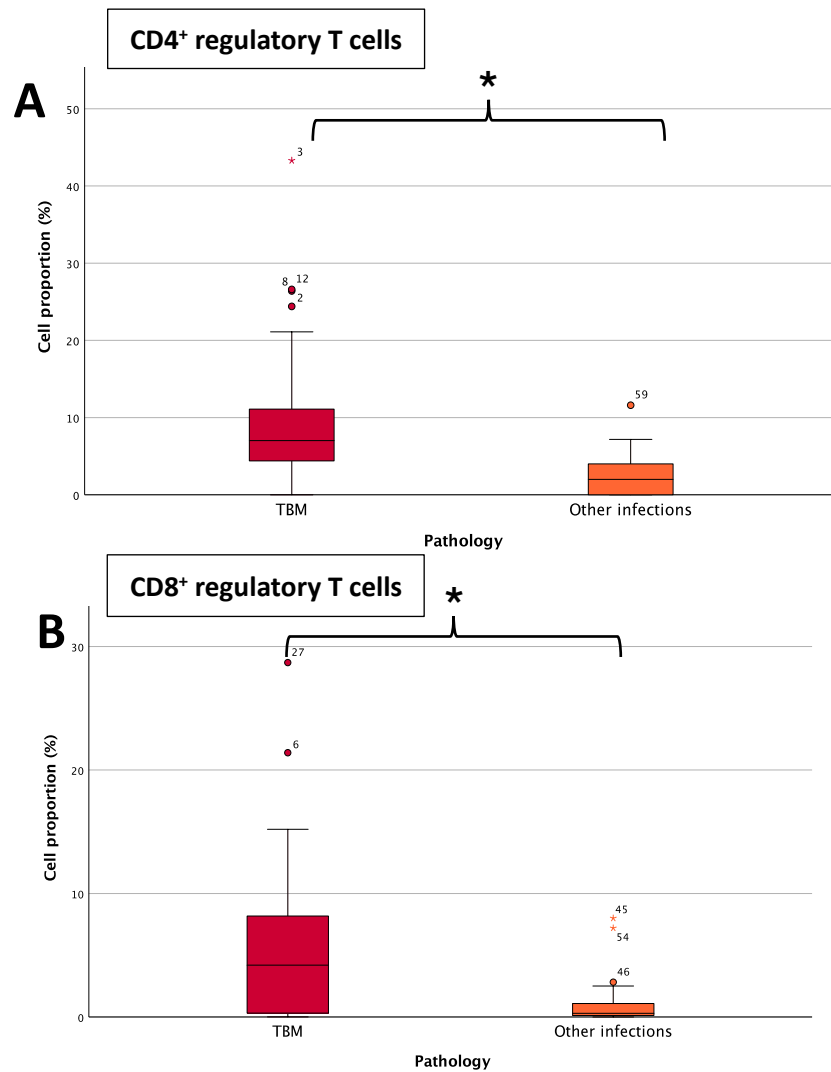 CD4⁺ regulatory T cells
A
*
50
40
30
20
10
0
Cell proportion (%)
3
8 12
2
59
TBM
Other infections
Pathology
CD8⁺ regulatory T cells
B
*
30
20
10
0
Cell proportion (%)
27
6
45
54
46
TBM
Other infections
Pathology